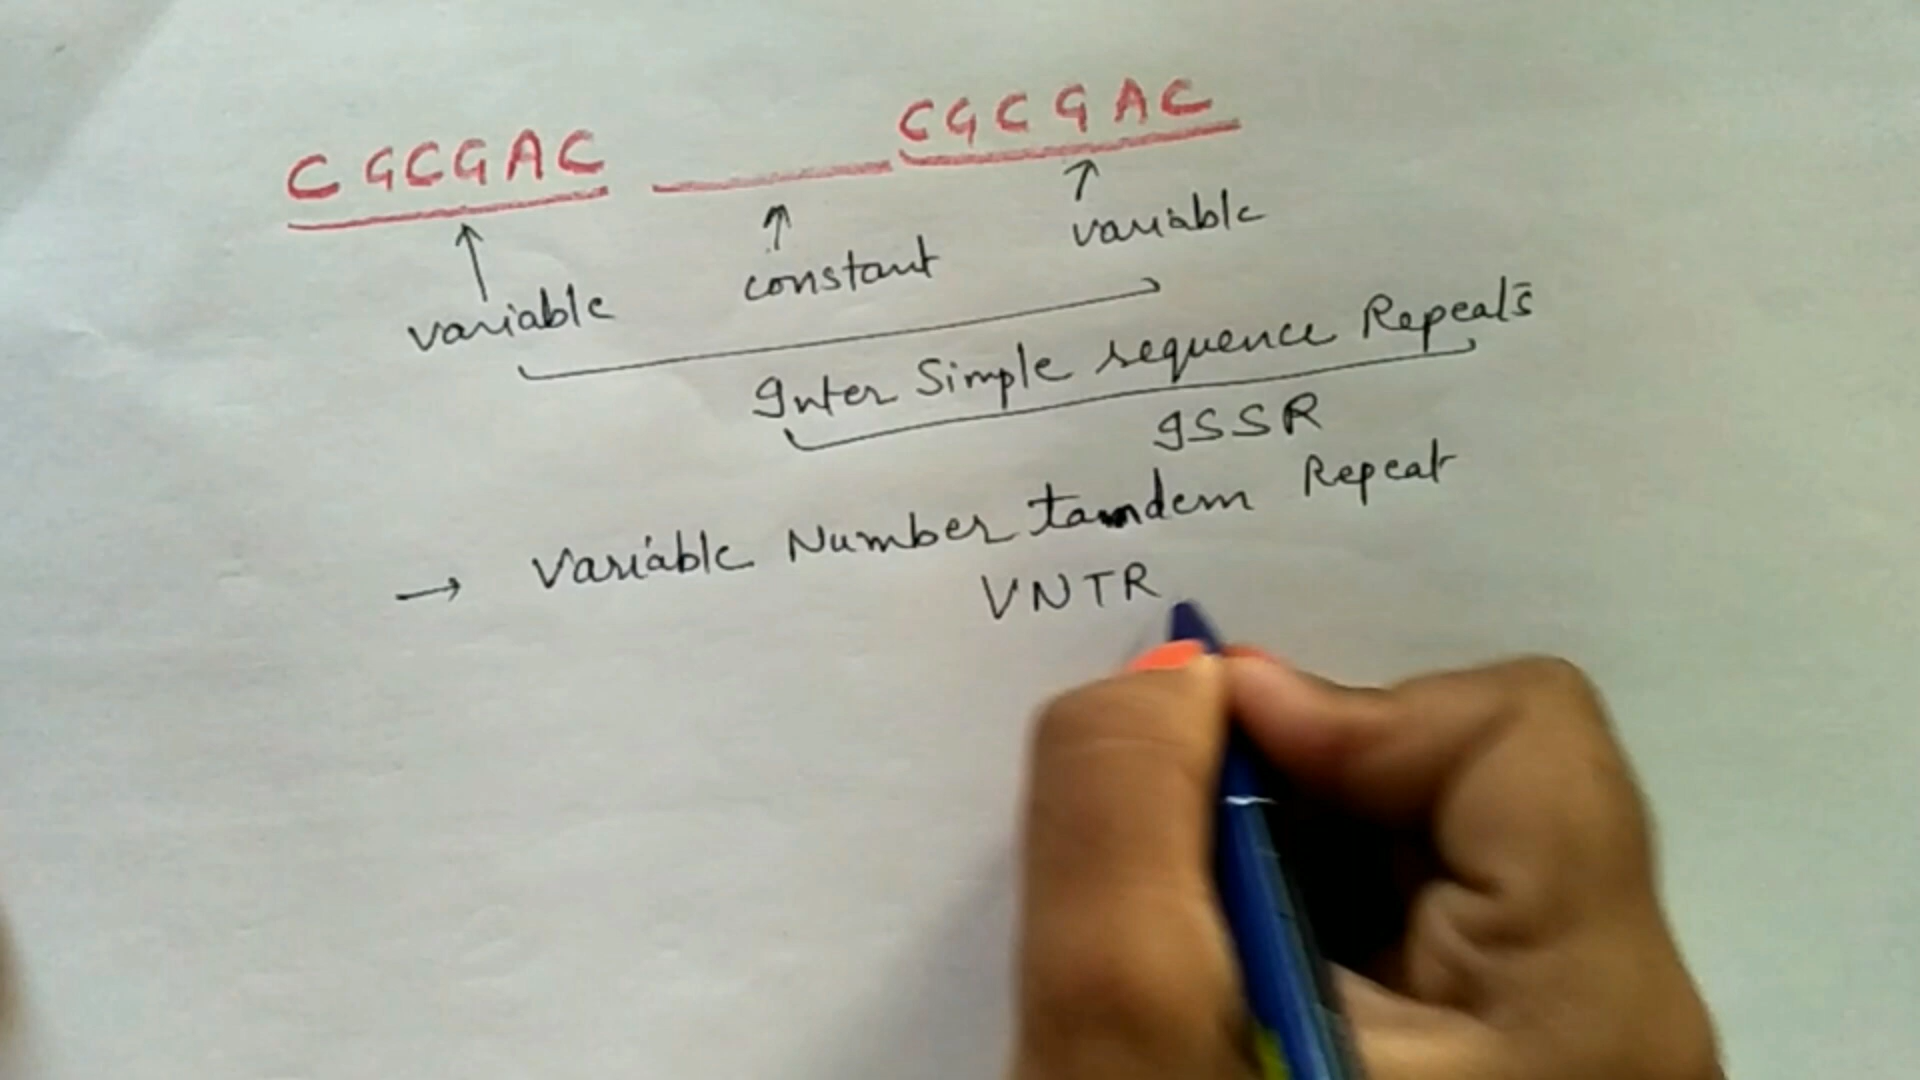 CGCGAC CGCGAC
variable constant variable
Inter Simple sequence Repeats
ISSR
→ Variable Number tandem Repeat
VNTR